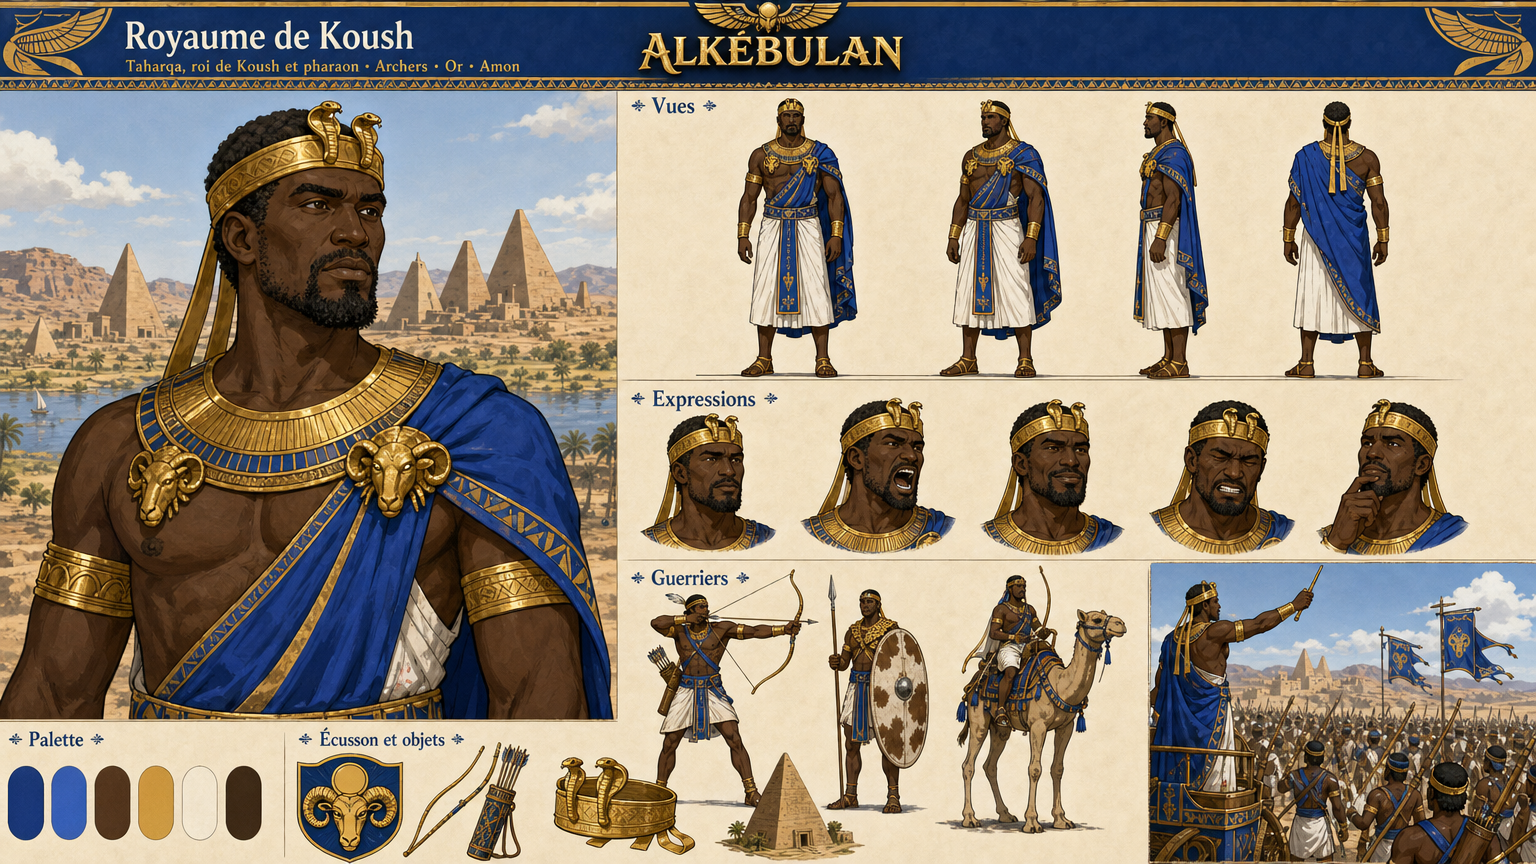 Royaume de Koush
Taharqa, roi de Koush et pharaon • Archers • Or • Amon
ALKÉBULAN
Vues
Expressions
Guerriers
Palette
Écusson et objets